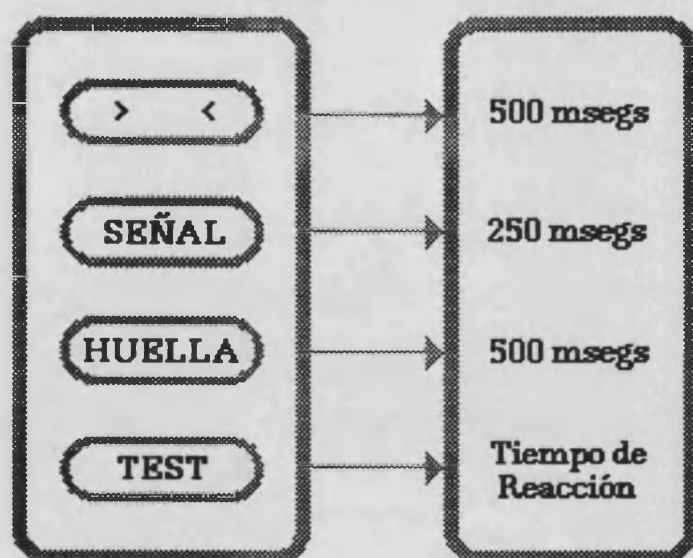 > < 500 msegs
SEÑAL 250 msegs
HUELLA 500 msegs
TEST Tiempo de
Reacción